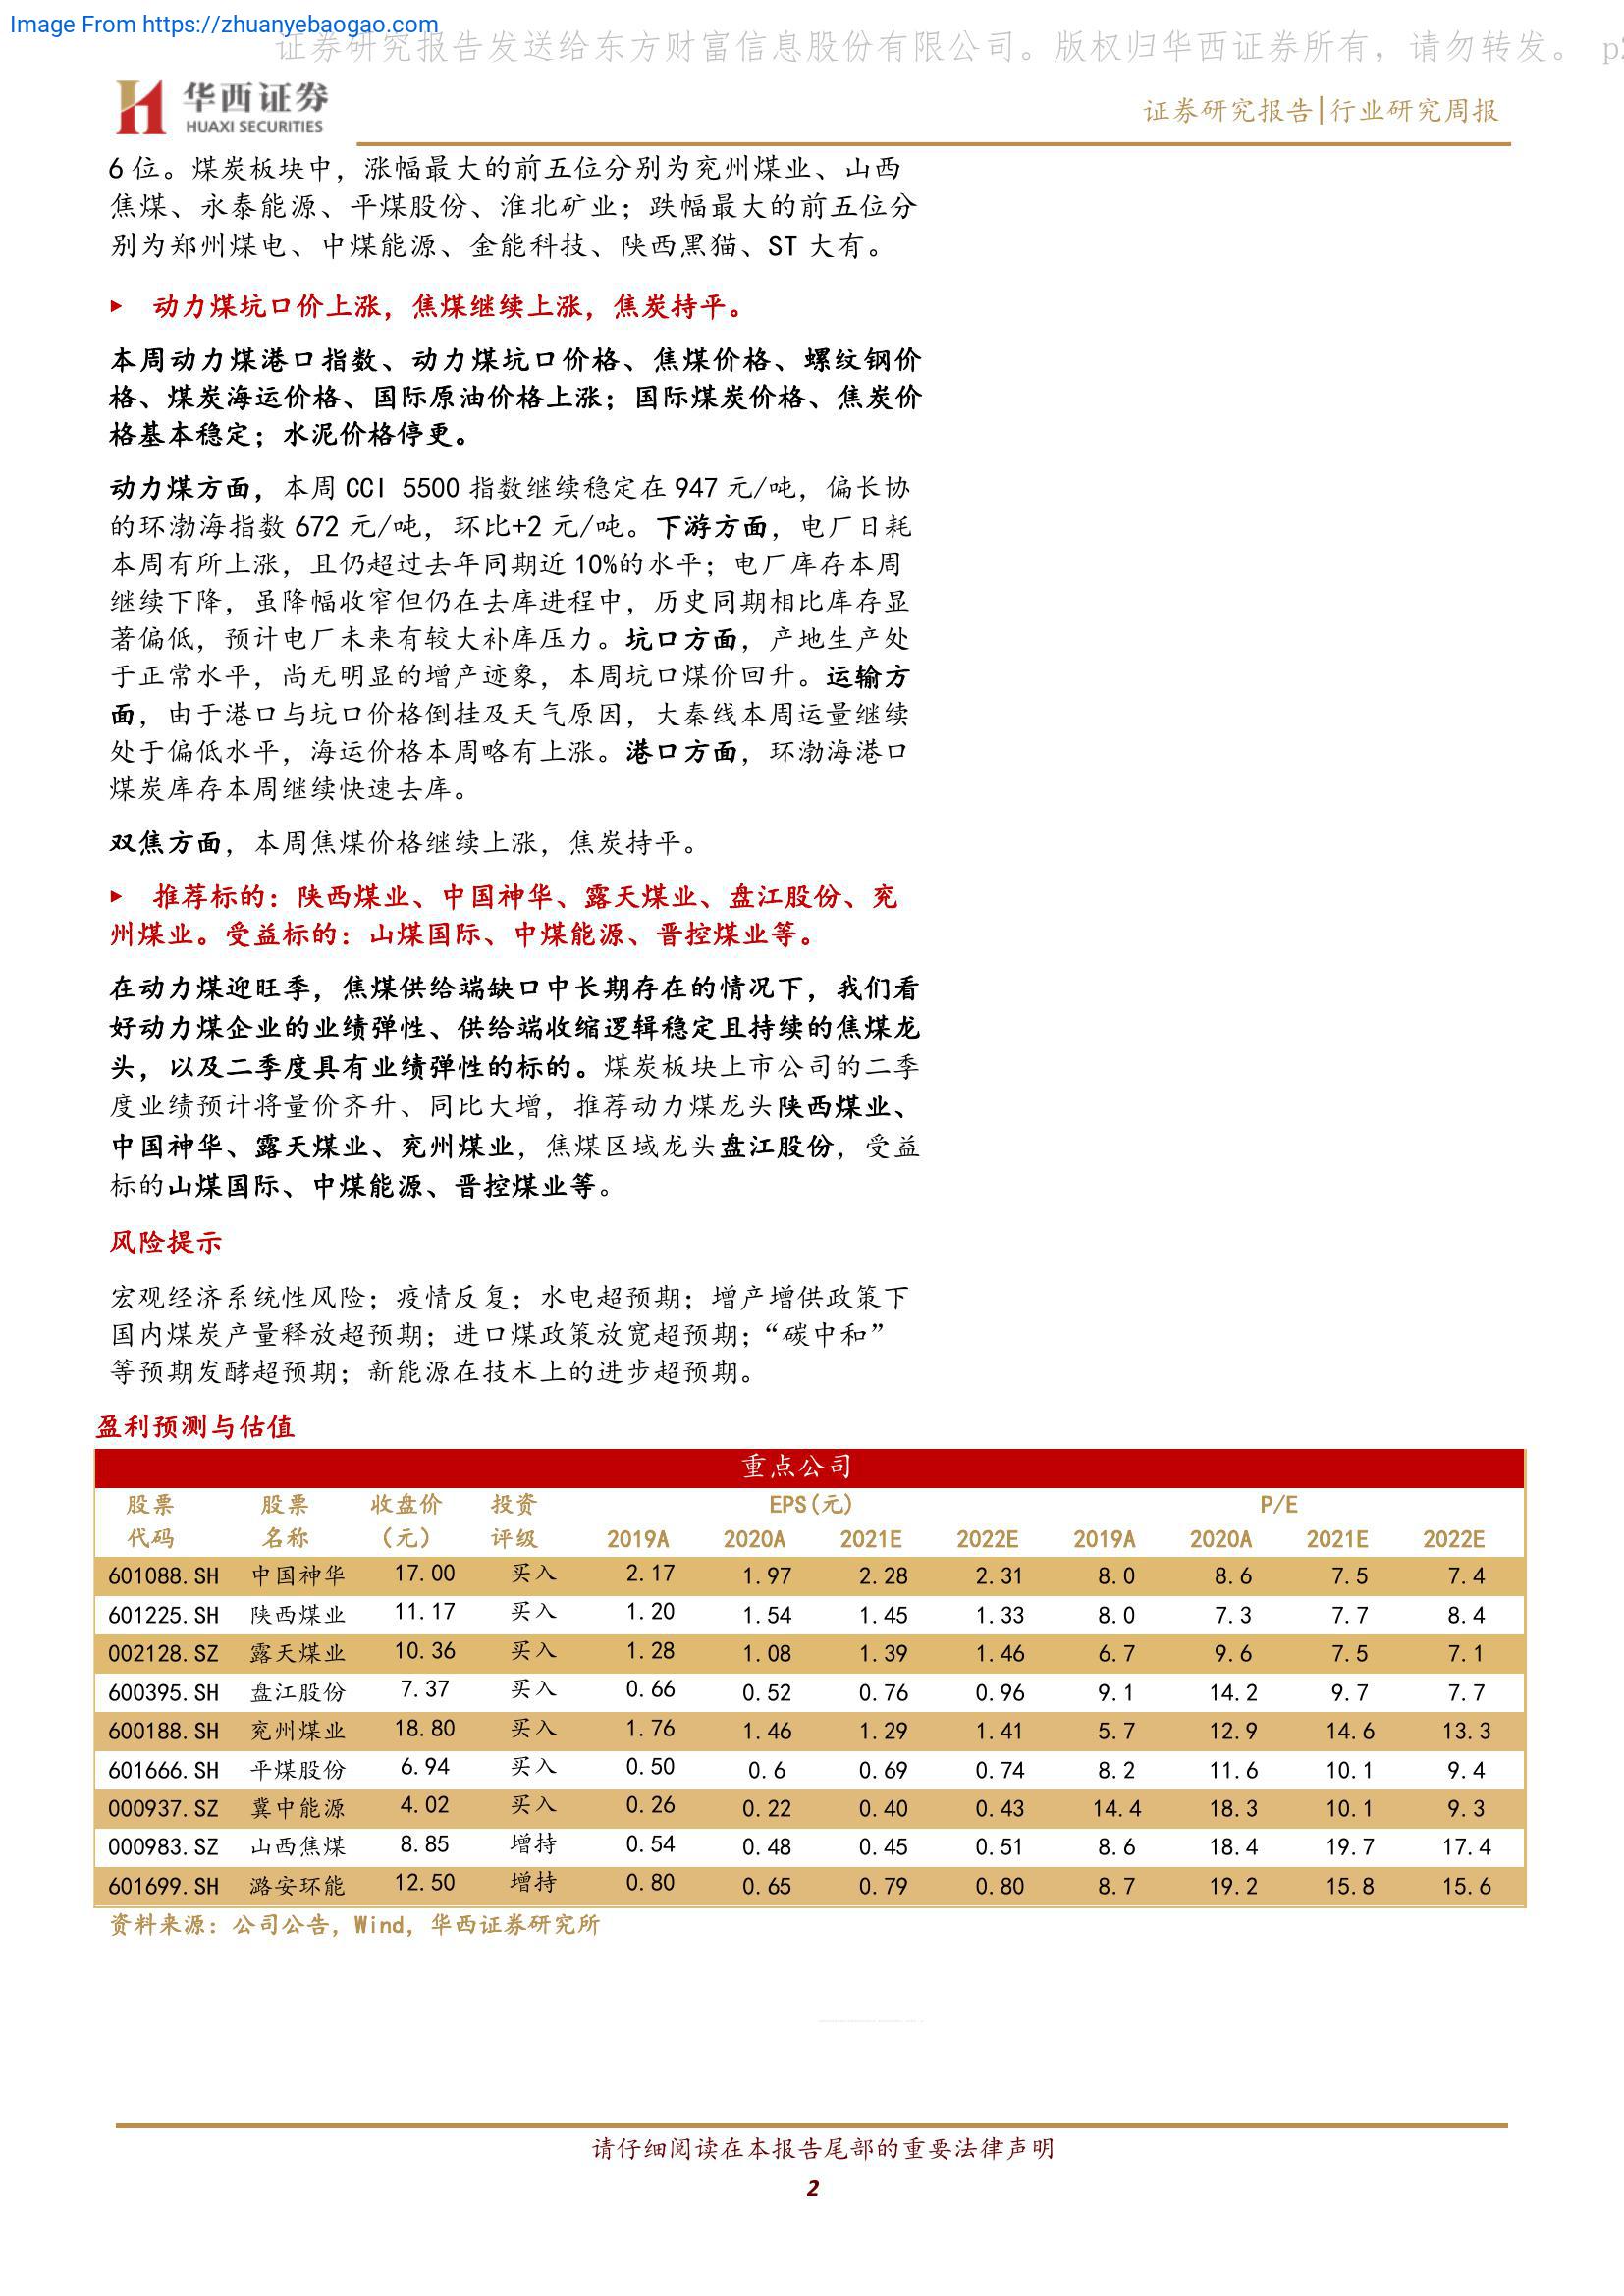 Image From https://zhuanyebaogao.com
证券研究报告发送给东方财富信息股份有限公司。版权归华西证券所有，请勿转发。 p2
华西证券
HUAXI SECURITIES
证券研究报告|行业研究周报
6 位。煤炭板块中，涨幅最大的前五位分别为兖州煤业、山西
焦煤、永泰能源、平煤股份、淮北矿业；跌幅最大的前五位分
别为郑州煤电、中煤能源、金能科技、陕西黑猫、ST 大有。
▶ 动力煤坑口价上涨，焦煤继续上涨，焦炭持平。
本周动力煤港口指数、动力煤坑口价格、焦煤价格、螺纹钢价
格、煤炭海运价格、国际原油价格上涨；国际煤炭价格、焦炭价
格基本稳定；水泥价格停更。
动力煤方面，本周 CCI 5500 指数继续稳定在 947 元/吨，偏长协
的环渤海指数 672 元/吨，环比+2 元/吨。下游方面，电厂日耗
本周有所上涨，且仍超过去年同期近 10%的水平；电厂库存本周
继续下降，虽降幅收窄但仍在去库进程中，历史同期相比库存显
著偏低，预计电厂未来有较大补库压力。坑口方面，产地生产处
于正常水平，尚无明显的增产迹象，本周坑口煤价回升。运输方
面，由于港口与坑口价格倒挂及天气原因，大秦线本周运量继续
处于偏低水平，海运价格本周略有上涨。港口方面，环渤海港口
煤炭库存本周继续快速去库。
双焦方面，本周焦煤价格继续上涨，焦炭持平。
▶ 推荐标的：陕西煤业、中国神华、露天煤业、盘江股份、兖
州煤业。受益标的：山煤国际、中煤能源、晋控煤业等。
在动力煤迎旺季，焦煤供给端缺口中长期存在的情况下，我们看
好动力煤企业的业绩弹性、供给端收缩逻辑稳定且持续的焦煤龙
头，以及二季度具有业绩弹性的标的。煤炭板块上市公司的二季
度业绩预计将量价齐升、同比大增，推荐动力煤龙头陕西煤业、
中国神华、露天煤业、兖州煤业，焦煤区域龙头盘江股份，受益
标的山煤国际、中煤能源、晋控煤业等。
风险提示
宏观经济系统性风险；疫情反复；水电超预期；增产增供政策下
国内煤炭产量释放超预期；进口煤政策放宽超预期；“碳中和”
等预期发酵超预期；新能源在技术上的进步超预期。
盈利预测与估值
重点公司
股票 股票 收盘价 投资 EPS(元) P/E
代码 名称 （元） 评级 2019A 2020A 2021E 2022E 2019A 2020A 2021E 2022E
601088.SH 中国神华 17.00 买入 2.17 1.97 2.28 2.31 8.0 8.6 7.5 7.4
601225.SH 陕西煤业 11.17 买入 1.20 1.54 1.45 1.33 8.0 7.3 7.7 8.4
002128.SZ 露天煤业 10.36 买入 1.28 1.08 1.39 1.46 6.7 9.6 7.5 7.1
600395.SH 盘江股份 7.37 买入 0.66 0.52 0.76 0.96 9.1 14.2 9.7 7.7
600188.SH 兖州煤业 18.80 买入 1.76 1.46 1.29 1.41 5.7 12.9 14.6 13.3
601666.SH 平煤股份 6.94 买入 0.50 0.6 0.69 0.74 8.2 11.6 10.1 9.4
000937.SZ 冀中能源 4.02 买入 0.26 0.22 0.40 0.43 14.4 18.3 10.1 9.3
000983.SZ 山西焦煤 8.85 增持 0.54 0.48 0.45 0.51 8.6 18.4 19.7 17.4
601699.SH 潞安环能 12.50 增持 0.80 0.65 0.79 0.80 8.7 19.2 15.8 15.6
资料来源：公司公告，Wind，华西证券研究所
请仔细阅读在本报告尾部的重要法律声明
2